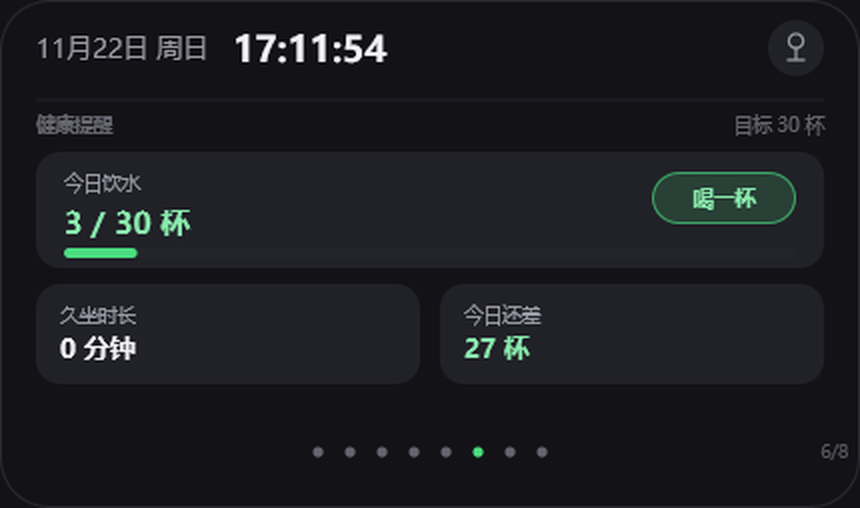 11月22日 周日 17:11:54
健康提醒 目标 30 杯
今日饮水
3 / 30 杯
喝一杯
久坐时长
0 分钟
今日还差
27 杯
6/8